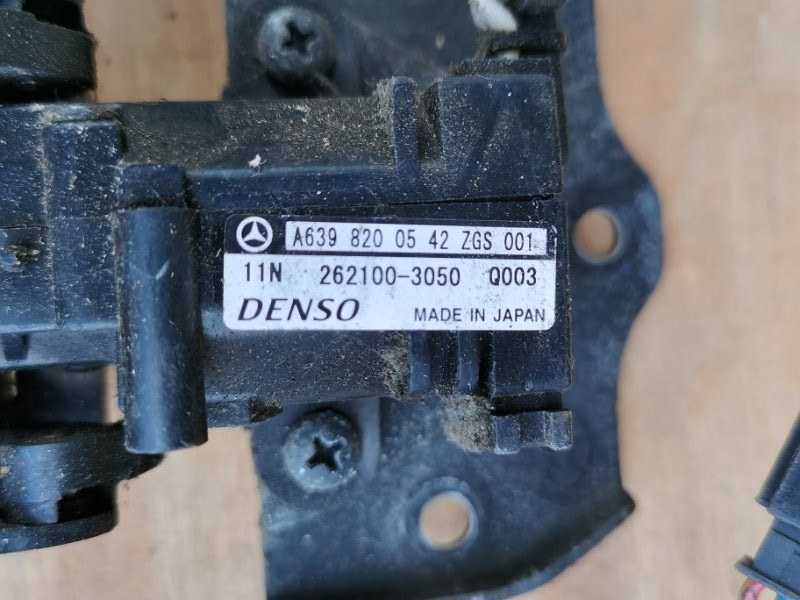 A639 820 05 42 ZGS 001
11N 262100-3050 Q003
DENSO MADE IN JAPAN